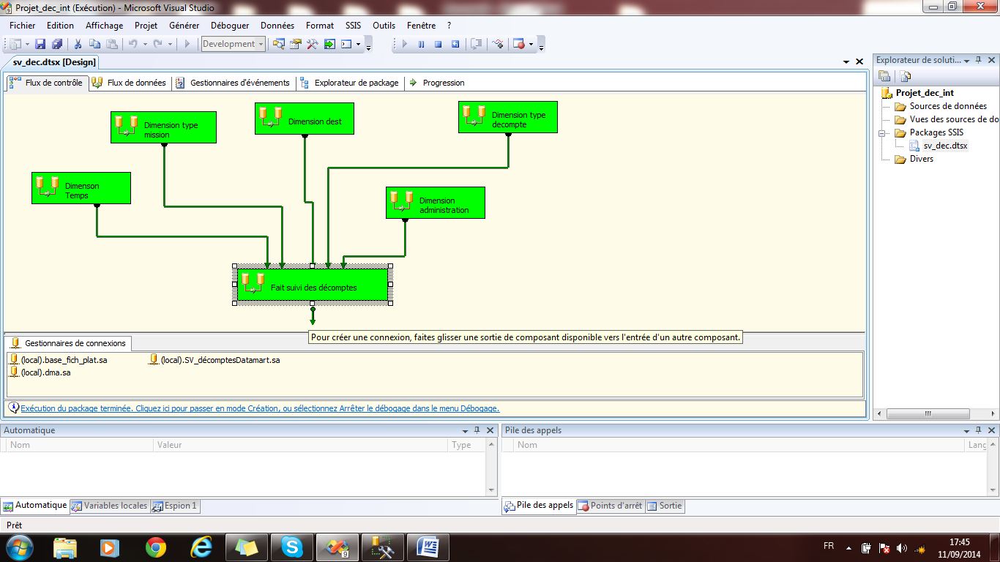 Projet_dec_int (Exécution) - Microsoft Visual Studio
Fichier Edition Affichage Projet Générer Déboguer Données Format SSIS Outils Fenêtre ?
Development
sv_dec.dtsx [Design]
Flux de contrôle Flux de données Gestionnaires d'événements Explorateur de package Progression
Dimension type
mission
Dimension dest
Dimension type
decompte
Dimenson
Temps
Dimension
administration
Fait suivi des décomptes
Pour créer une connexion, faites glisser une sortie de composant disponible vers l'entrée d'un autre composant.
Gestionnaires de connexions
(local).base_fich_plat.sa (local).SV_décomptesDatamart.sa
(local).dma.sa
Exécution du package terminée. Cliquez ici pour passer en mode Création, ou sélectionnez Arrêter le débogage dans le menu Débogage.
Explorateur de soluti...
Projet_dec_int
Sources de données
Vues des sources de do
Packages SSIS
sv_dec.dtsx
Divers
Automatique
Nom Valeur Type
Automatique Variables locales Espion 1
Pile des appels
Nom Lang
Pile des appels Points d'arrêt Sortie
Prêt
9
FR
17:45
11/09/2014